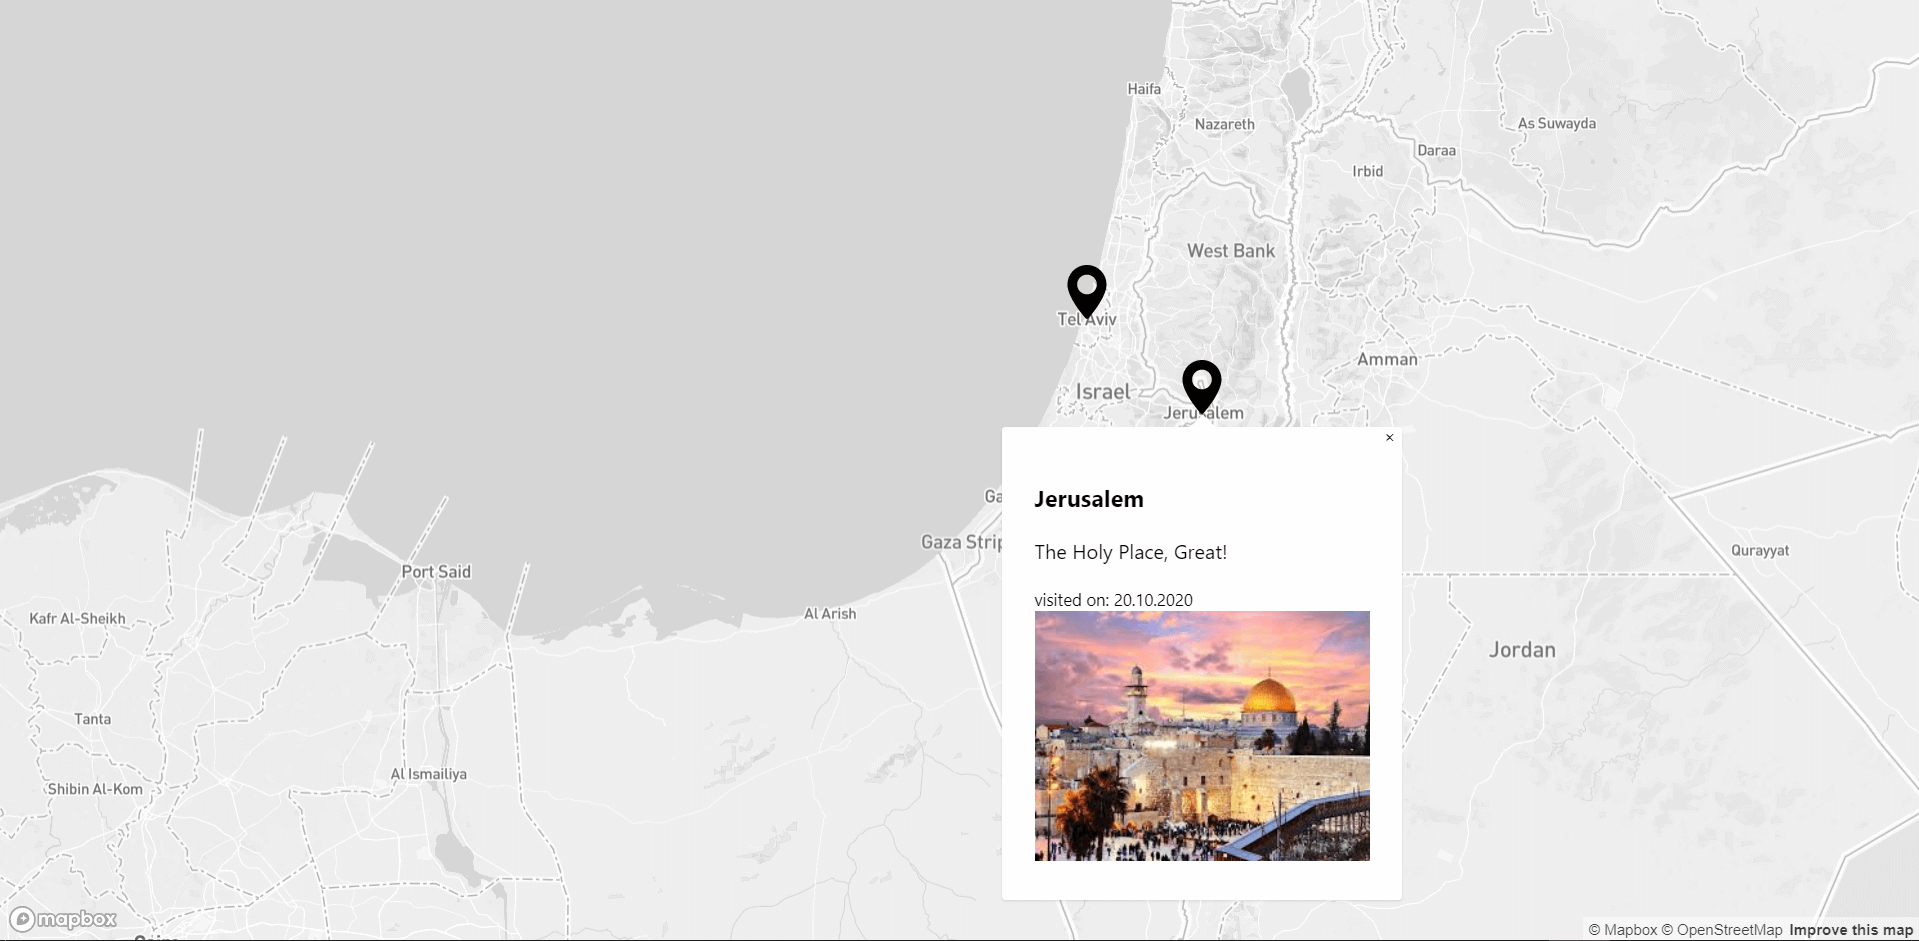 Haifa
Nazareth
As Suwayda
Daraa
Irbid
West Bank
Tel Aviv
Amman
Israel
Jerusalem
×
Jerusalem
Gaza Strip
The Holy Place, Great!
Qurayyat
Port Said
visited on: 20.10.2020
Al Arish
Kafr Al-Sheikh
Jordan
Tanta
Al Ismailiya
Shibin Al-Kom
mapbox
© Mapbox © OpenStreetMap Improve this map